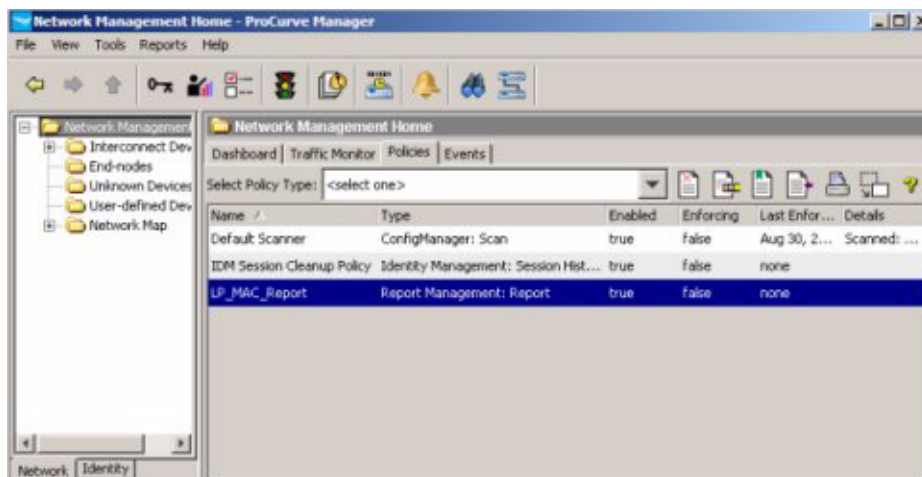 Network Management Home - ProCurve Manager
File View Tools Reports Help
Network Management
Interconnect Dev
End-nodes
Unknown Devices
User-defined Dev
Network Map
Network Identity
Network Management Home
Dashboard Traffic Monitor Policies Events
Select Policy Type: <select one>
Name Type Enabled Enforcing Last Enfor... Details
Default Scanner ConfigManager: Scan true false Aug 30, 2... Scanned: ...
IDM Session Cleanup Policy Identity Management: Session Hist... true false none
LP_MAC_Report Report Management: Report true false none